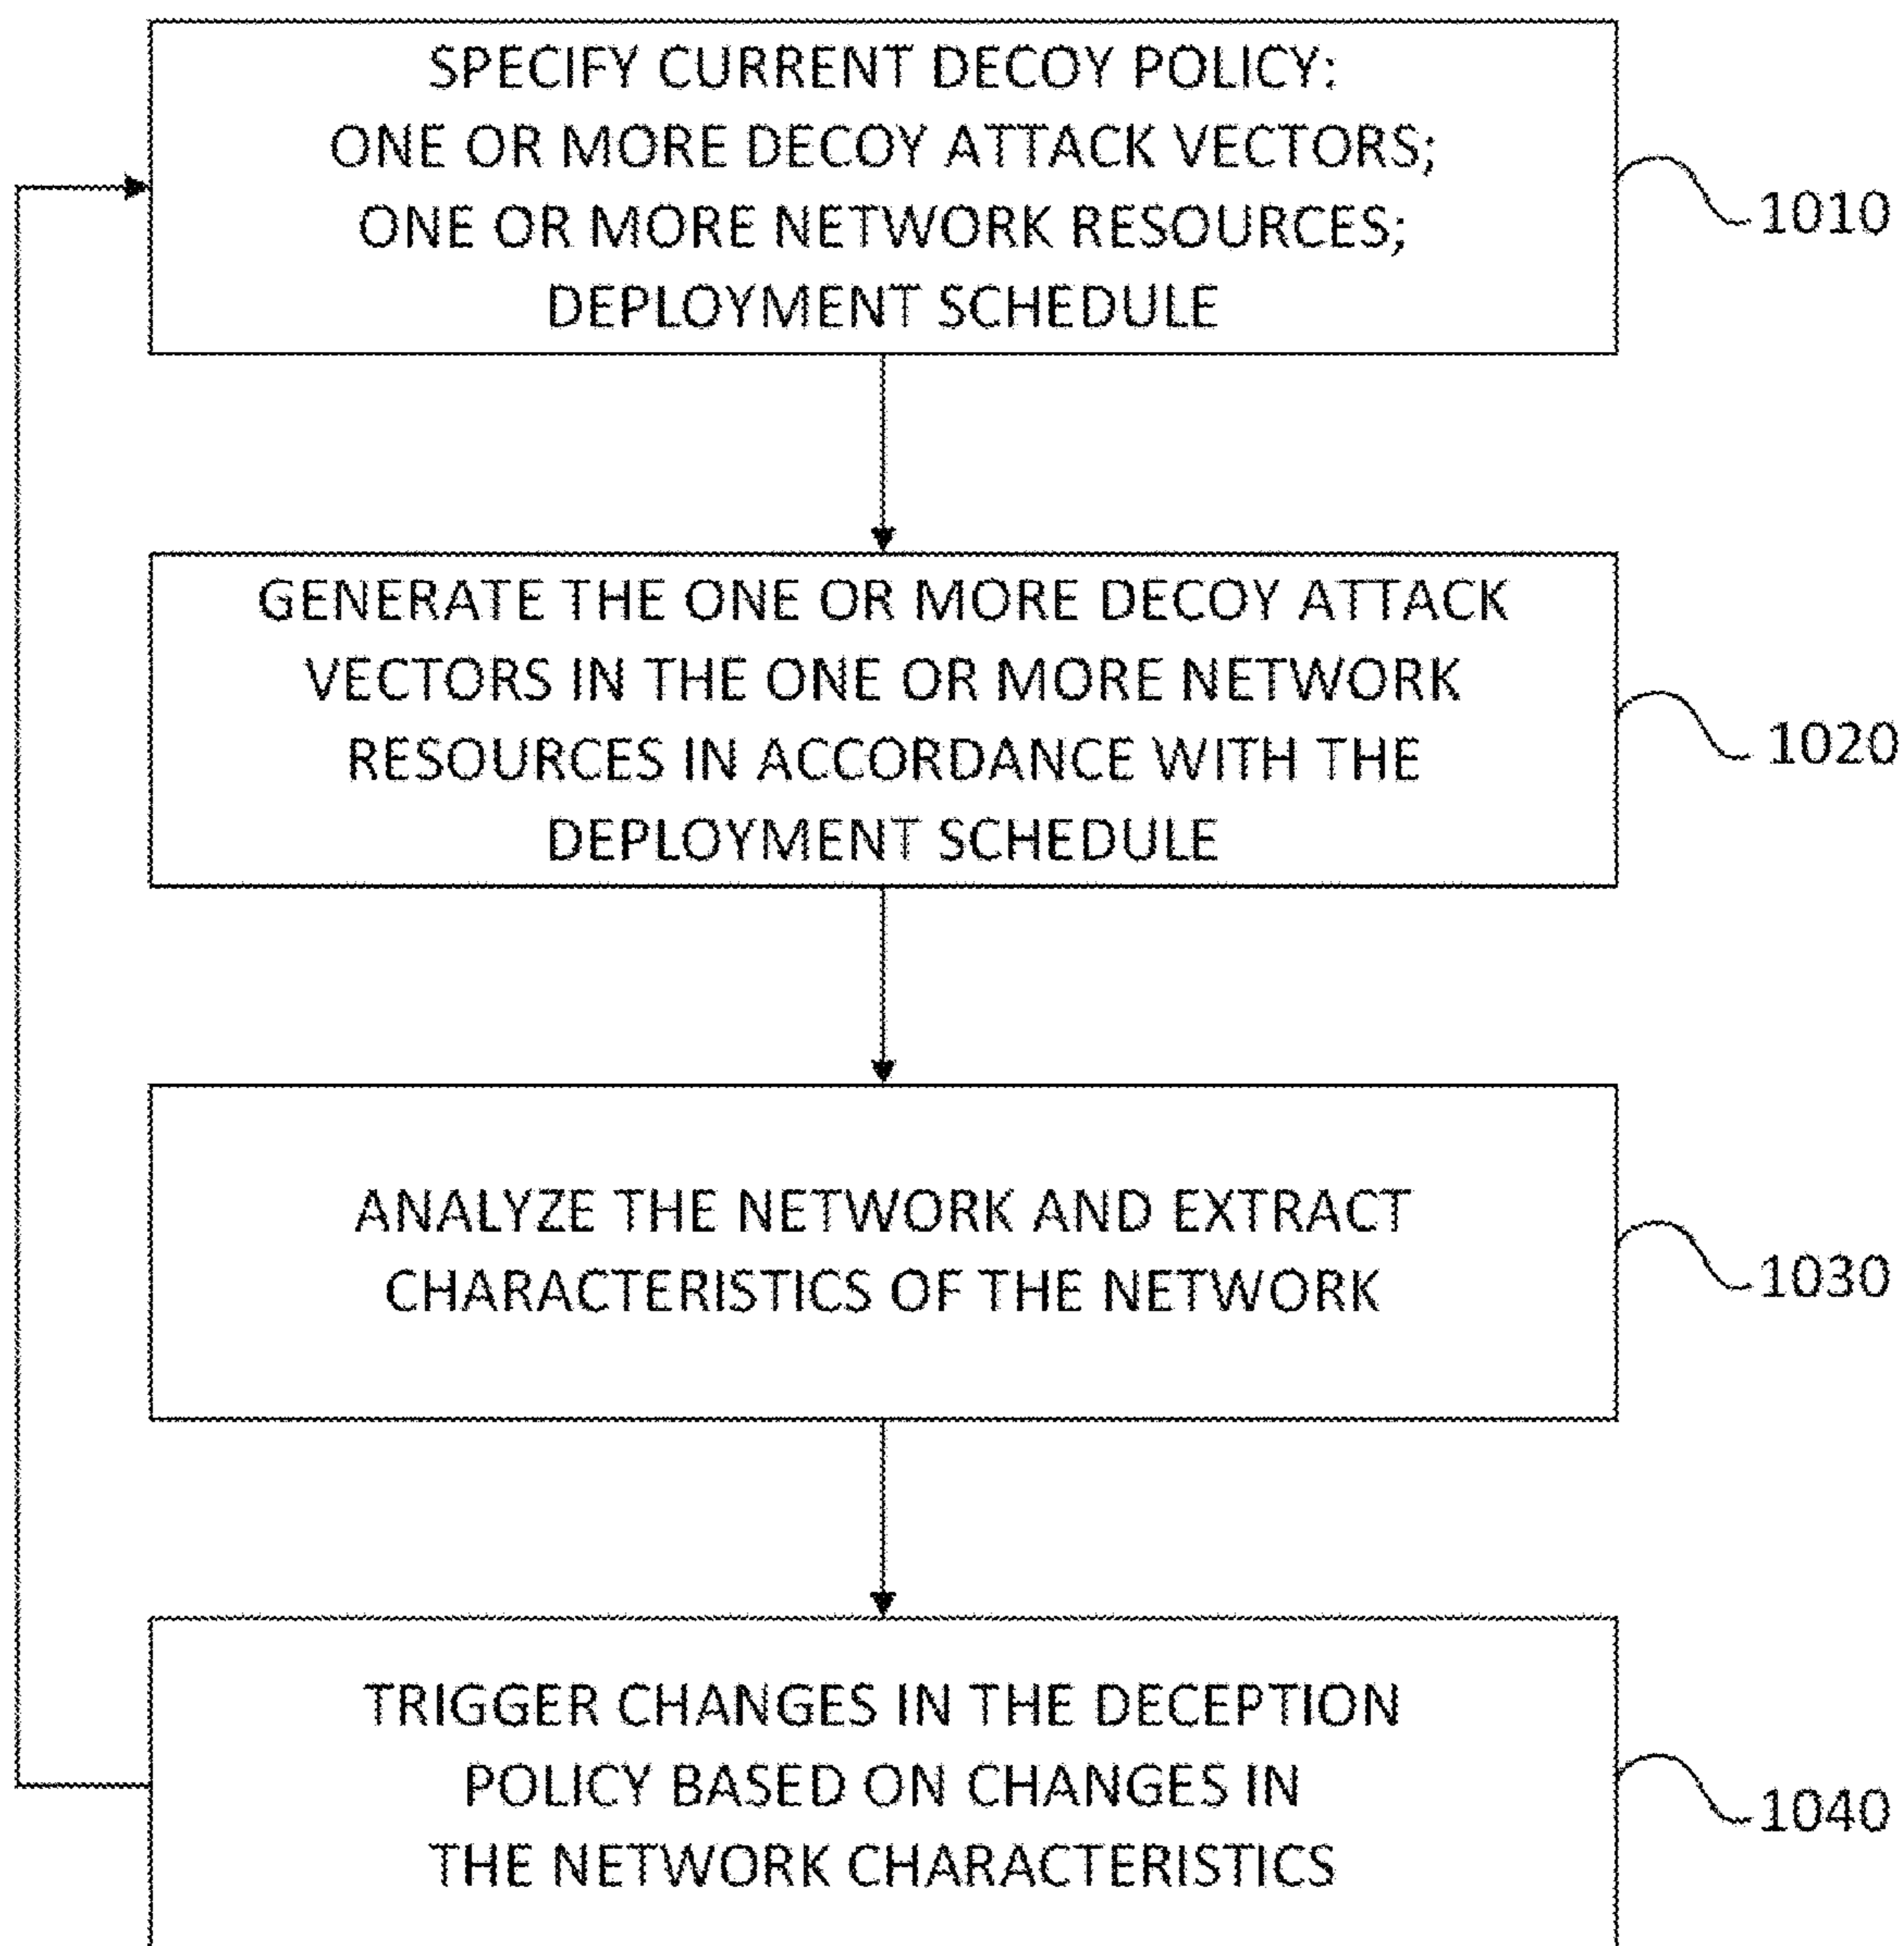 SPECIFY CURRENT DECOY POLICY:
ONE OR MORE DECOY ATTACK VECTORS;
ONE OR MORE NETWORK RESOURCES;
DEPLOYMENT SCHEDULE
1010
GENERATE THE ONE OR MORE DECOY ATTACK
VECTORS IN THE ONE OR MORE NETWORK
RESOURCES IN ACCORDANCE WITH THE
DEPLOYMENT SCHEDULE
1020
ANALYZE THE NETWORK AND EXTRACT
CHARACTERISTICS OF THE NETWORK
1030
TRIGGER CHANGES IN THE DECEPTION
POLICY BASED ON CHANGES IN
THE NETWORK CHARACTERISTICS
1040